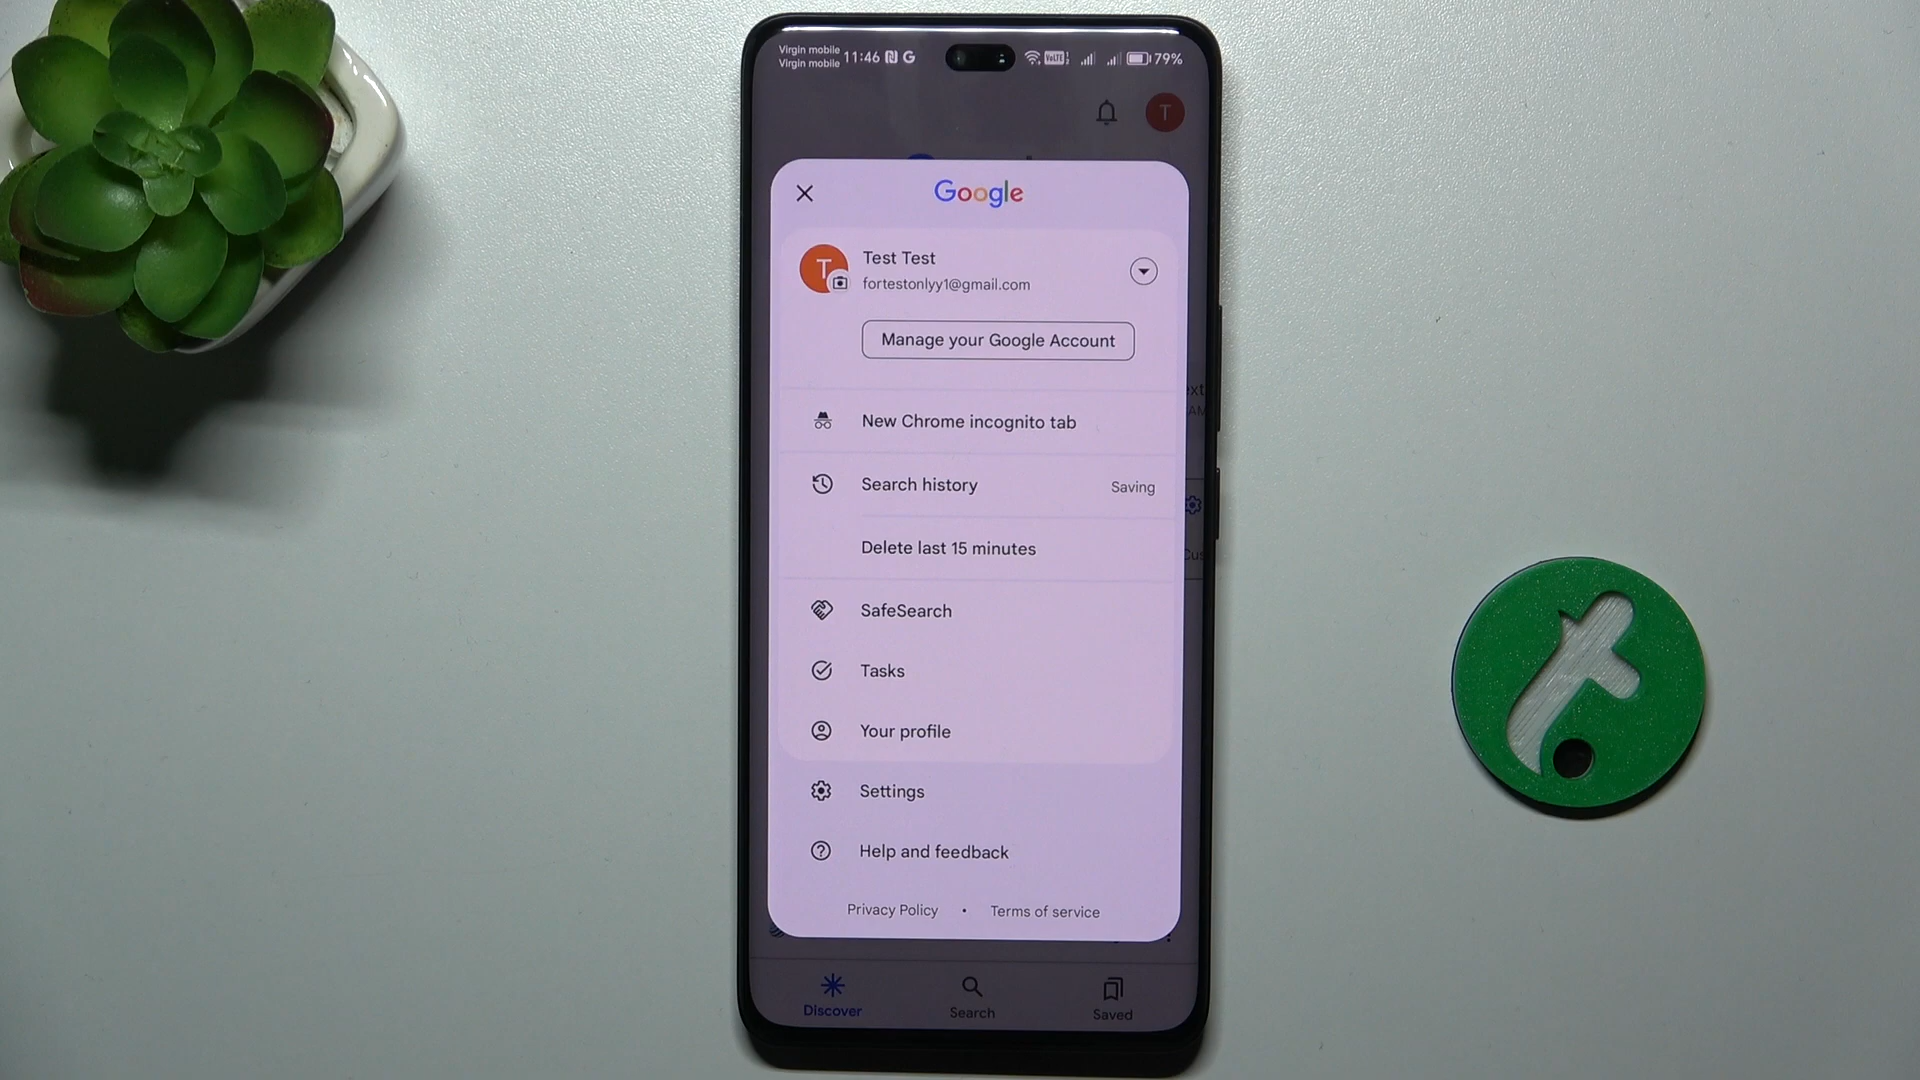 Virgin mobile
Virgin mobile
11:46
VoLTE
79%
T
Google
T
Test Test
fortestonlyy1@gmail.com
Manage your Google Account
New Chrome incognito tab
Search history
Saving
Delete last 15 minutes
SafeSearch
Tasks
Your profile
Settings
Help and feedback
Privacy Policy • Terms of service
Discover
Search
Saved